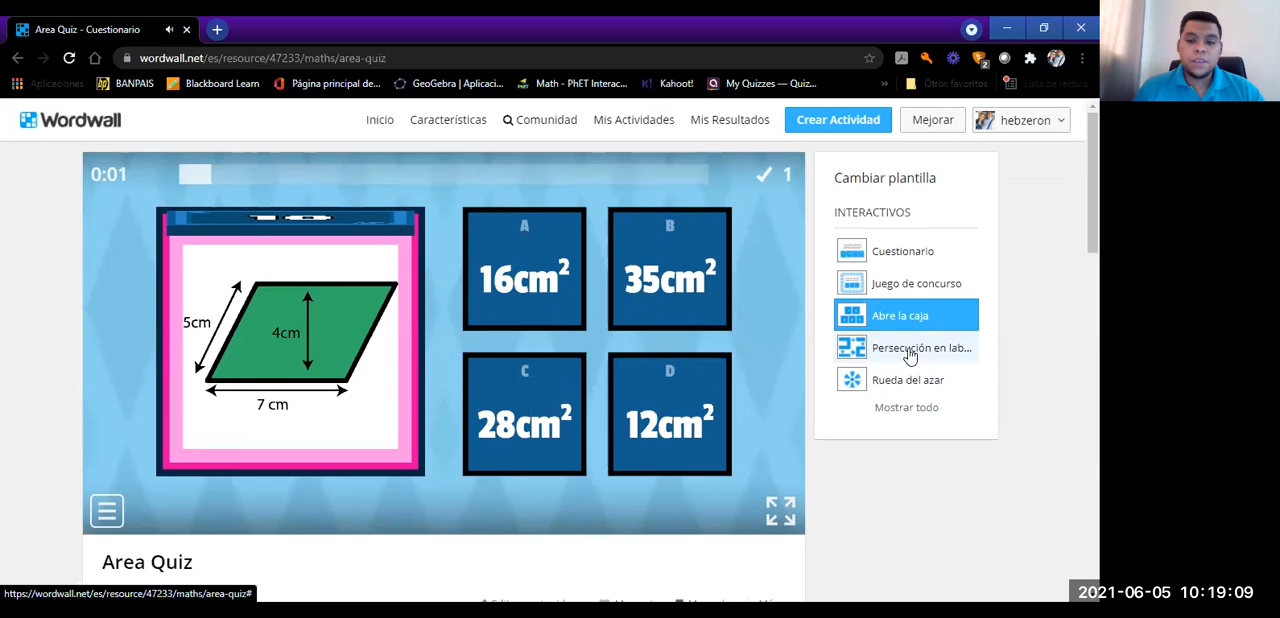 Area Quiz - Cuestionario
wordwall.net/es/resource/47233/maths/area-quiz
2
Aplicaciones BANPAIS Blackboard Learn Página principal de... GeoGebra | Aplicaci... Math - PhET Interac... Kahoot! My Quizzes — Quiz... » Otros favoritos Lista de lectura
Wordwall Inicio Características Comunidad Mis Actividades Mis Resultados Crear Actividad Mejorar hebzeron
0:01 1
A
16cm²
B
35cm²
5cm
4cm
7 cm
C
28cm²
D
12cm²
Cambiar plantilla
INTERACTIVOS
Cuestionario
Juego de concurso
Abre la caja
Persecución en lab...
Rueda del azar
Mostrar todo
Area Quiz
https://wordwall.net/es/resource/47233/maths/area-quiz#
2021-06-05 10:19:09